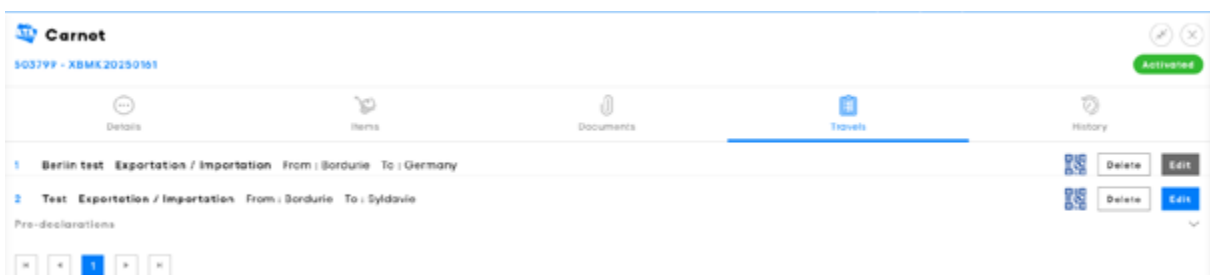 Carnet
503799 - XBMK20250161
Activated
Details Items Documents Travels History
1 Berlin test Exportation / Importation From : Bordurie To : Germany Delete Edit
2 Test Exportation / Importation From : Bordurie To : Syldavie Delete Edit
Pre-declarations
1